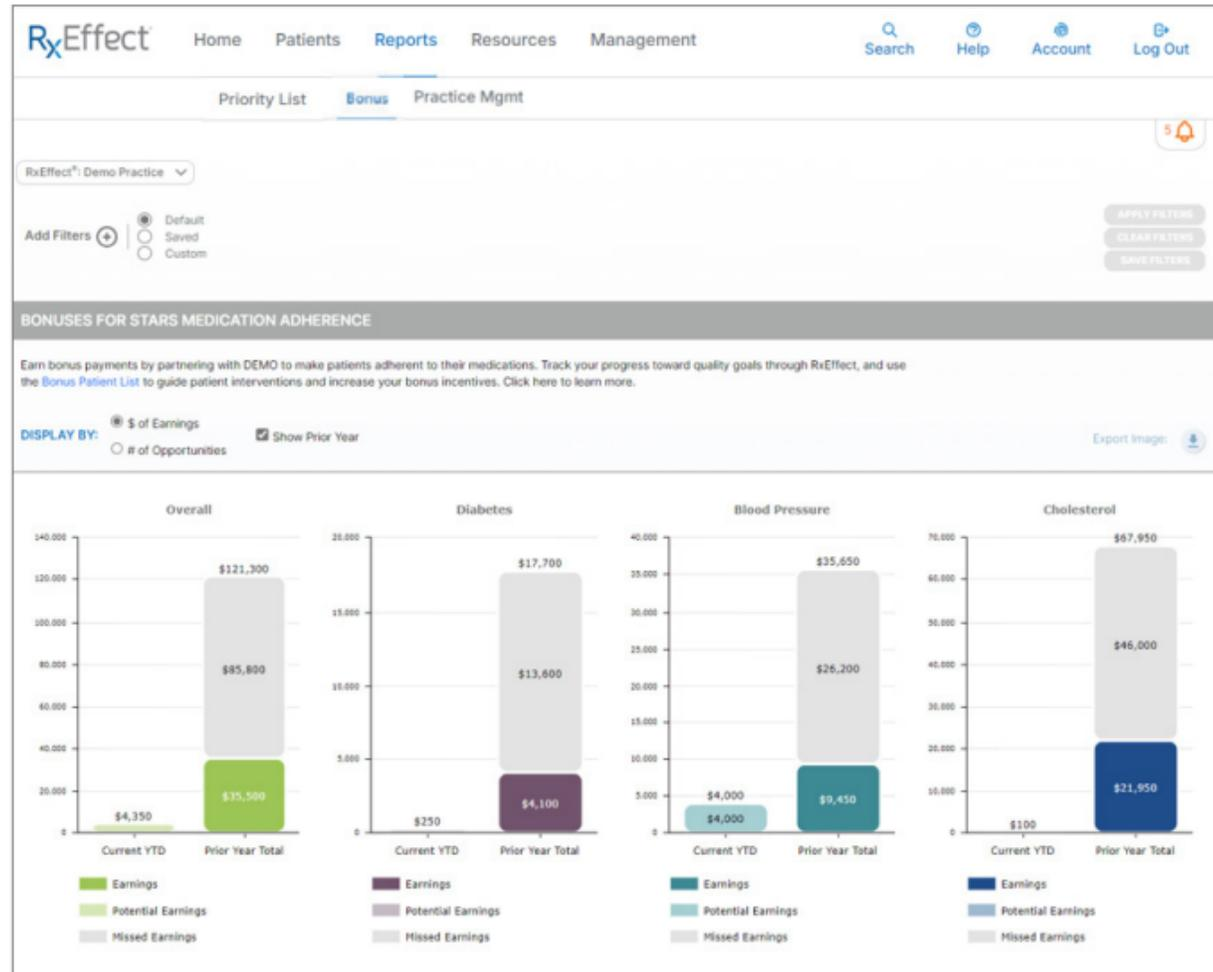 RxEffect Home Patients Reports Resources Management Search Help Account Log Out
Priority List Bonus Practice Mgmt
5
RxEffect®: Demo Practice
Add Filters
Default
Saved
Custom
APPLY FILTERS
CLEAR FILTERS
SAVE FILTERS
BONUSES FOR STARS MEDICATION ADHERENCE
Earn bonus payments by partnering with DEMO to make patients adherent to their medications. Track your progress toward quality goals through RxEffect, and use
the Bonus Patient List to guide patient interventions and increase your bonus incentives. Click here to learn more.
DISPLAY BY:
$ of Earnings
# of Opportunities
Show Prior Year
Export Image:
Overall
140.000
120.000
100.000
80.000
60.000
40.000
20.000
0
$121,300
$85,800
$35,500
$4,350
Current YTD Prior Year Total
Earnings
Potential Earnings
Missed Earnings
Diabetes
20.000
15.000
10.000
5.000
0
$17,700
$13,600
$4,100
$250
Current YTD Prior Year Total
Earnings
Potential Earnings
Missed Earnings
Blood Pressure
40.000
35.000
30.000
25.000
20.000
15.000
10.000
5.000
0
$35,650
$26,200
$9,450
$4,000
$4,000
Current YTD Prior Year Total
Earnings
Potential Earnings
Missed Earnings
Cholesterol
70.000
60.000
50.000
40.000
30.000
20.000
10.000
0
$67,950
$46,000
$21,950
$100
Current YTD Prior Year Total
Earnings
Potential Earnings
Missed Earnings